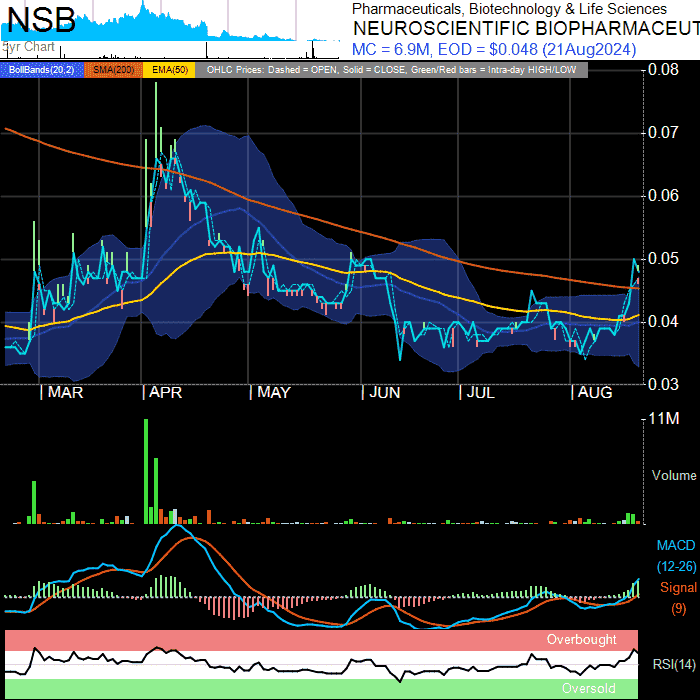 NSB
5yr Chart
Pharmaceuticals, Biotechnology & Life Sciences
NEUROSCIENTIFIC BIOPHARMACEUT
MC = 6.9M, EOD = $0.048 (21Aug2024)
BollBands(20,2) SMA(200) EMA(50) OHLC Prices: Dashed = OPEN, Solid = CLOSE, Green/Red bars = Intra-day HIGH/LOW
0.08
0.07
0.06
0.05
0.04
0.03
MAR APR MAY JUN JUL AUG
11M
Volume
MACD
(12-26)
Signal
(9)
Overbought
RSI(14)
Oversold